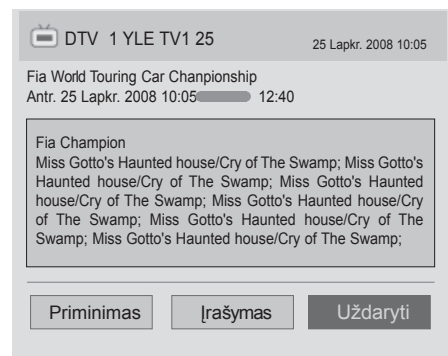 DTV 1 YLE TV1 25 25 Lapkr. 2008 10:05
Fia World Touring Car Chanpionship
Antr. 25 Lapkr. 2008 10:05 12:40
Fia Champion
Miss Gotto's Haunted house/Cry of The Swamp; Miss Gotto's
Haunted house/Cry of The Swamp; Miss Gotto's Haunted
house/Cry of The Swamp; Miss Gotto's Haunted house/Cry
of The Swamp; Miss Gotto's Haunted house/Cry of The
Swamp; Miss Gotto's Haunted house/Cry of The Swamp;
Priminimas Įrašymas Uždaryti